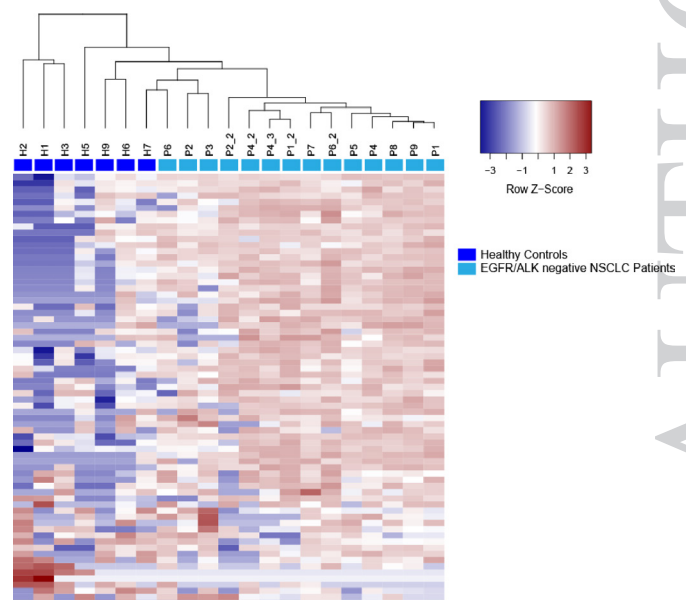 H2
H1
H3
H5
H9
H6
H7
P6
P2
P3
P2_2
P4_2
P4_3
P1_2
P7
P6_2
P5
P4
P8
P9
P1
−3 −1 1 2 3
Row Z−Score
Healthy Controls
EGFR/ALK negative NSCLC Patients